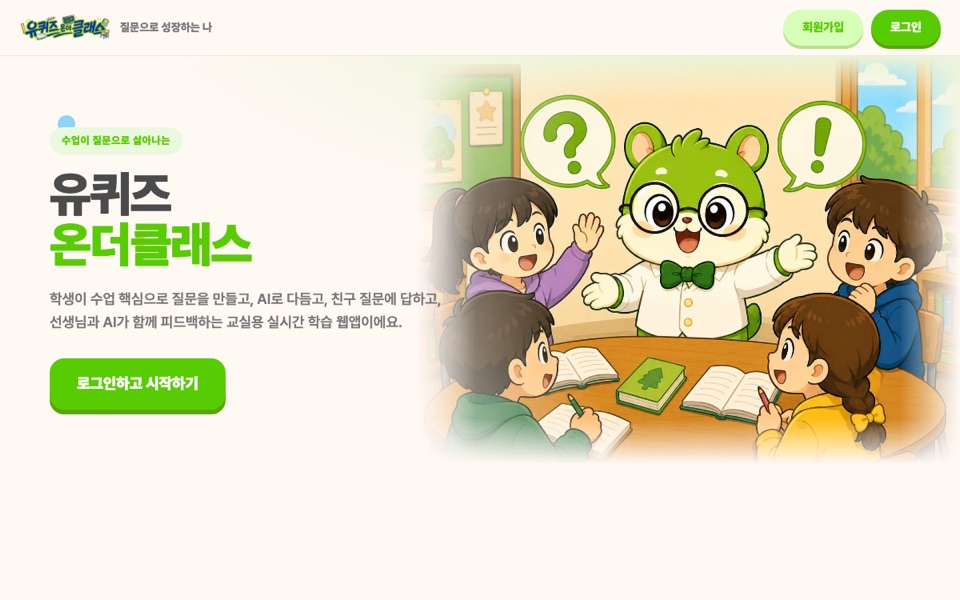 유퀴즈 온더 클래스
질문으로 성장하는 나
회원가입
로그인
수업이 질문으로 살아나는
유퀴즈
온더클래스
학생이 수업 핵심으로 질문을 만들고, AI로 다듬고, 친구 질문에 답하고,
선생님과 AI가 함께 피드백하는 교실용 실시간 학습 웹앱이에요.
로그인하고 시작하기
?
!